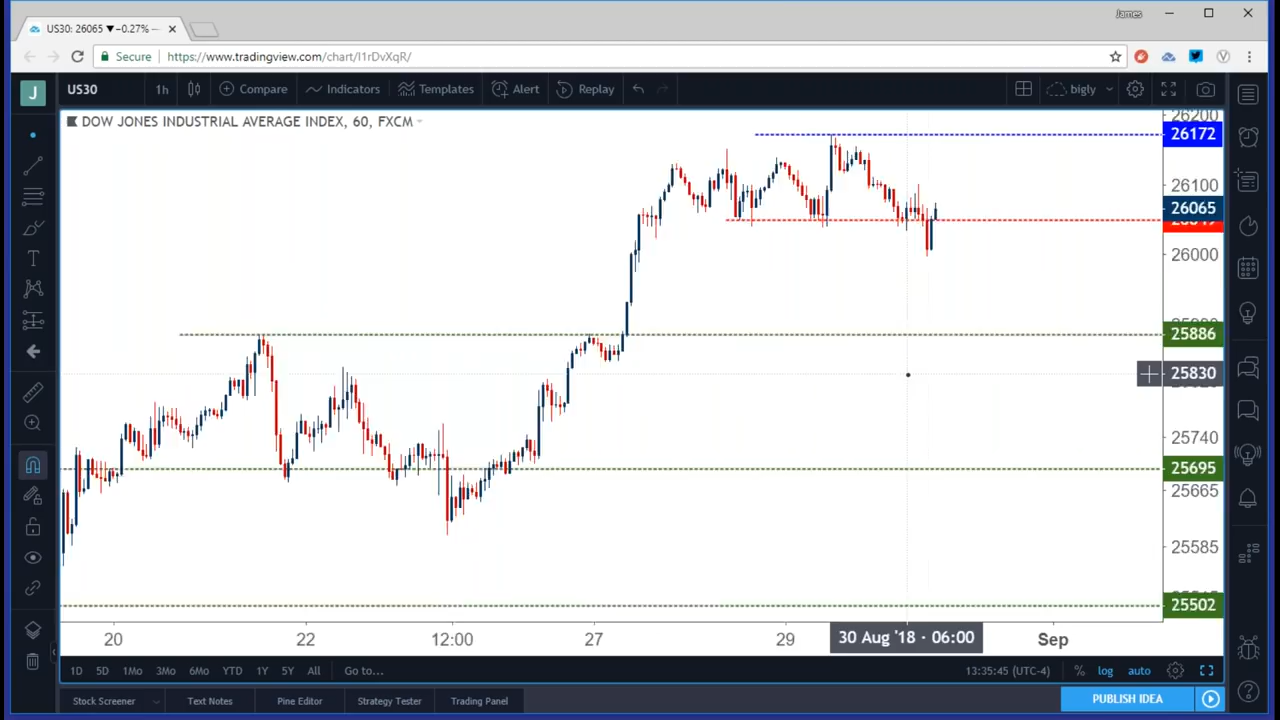 James
US30: 26065 ▼−0.27% —
Secure https://www.tradingview.com/chart/I1rDvXqR/
J US30 1h Compare Indicators Templates Alert Replay bigly
DOW JONES INDUSTRIAL AVERAGE INDEX, 60, FXCM
26200
26172
26100
26065
26000
25886
25830
25740
25695
25665
25585
25502
20 22 12:00 27 29 30 Aug '18 · 06:00 Sep
1D 5D 1Mo 3Mo 6Mo YTD 1Y 5Y All Go to... 13:35:45 (UTC-4) % log auto
Stock Screener Text Notes Pine Editor Strategy Tester Trading Panel PUBLISH IDEA